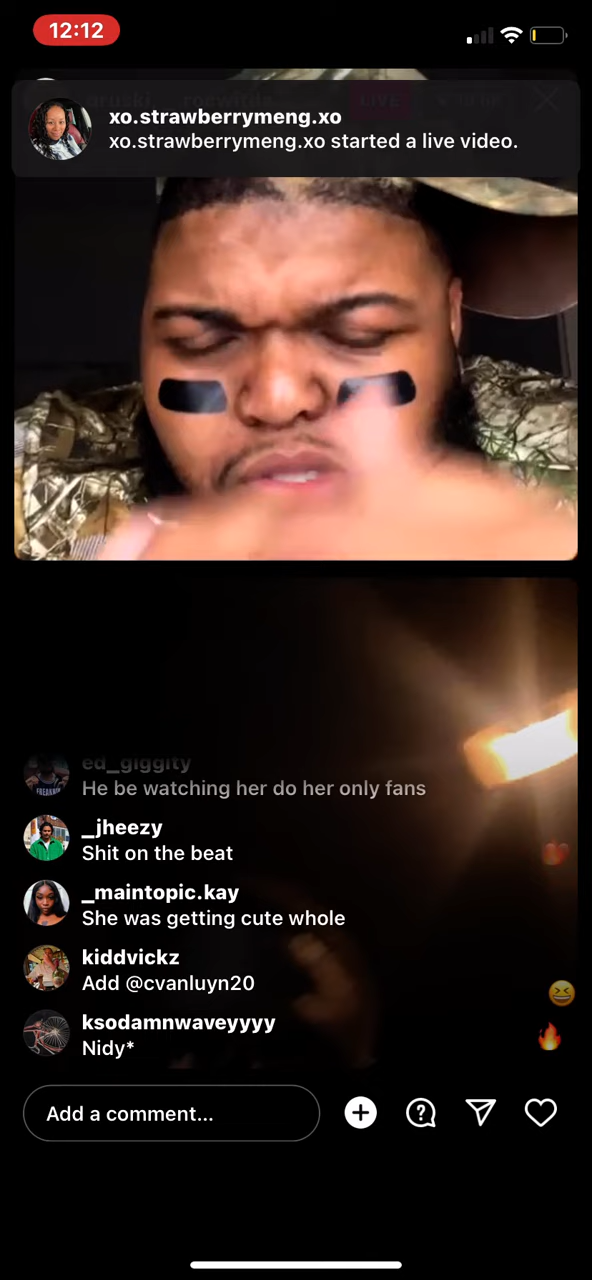 12:12
LIVE
xo.strawberrymeng.xo
xo.strawberrymeng.xo started a live video.
ed_giggity
He be watching her do her only fans
_jheezy
Shit on the beat
_maintopic.kay
She was getting cute whole
kiddvickz
Add @cvanluyn20
ksodamnwaveyyyy
Nidy*
Add a comment...